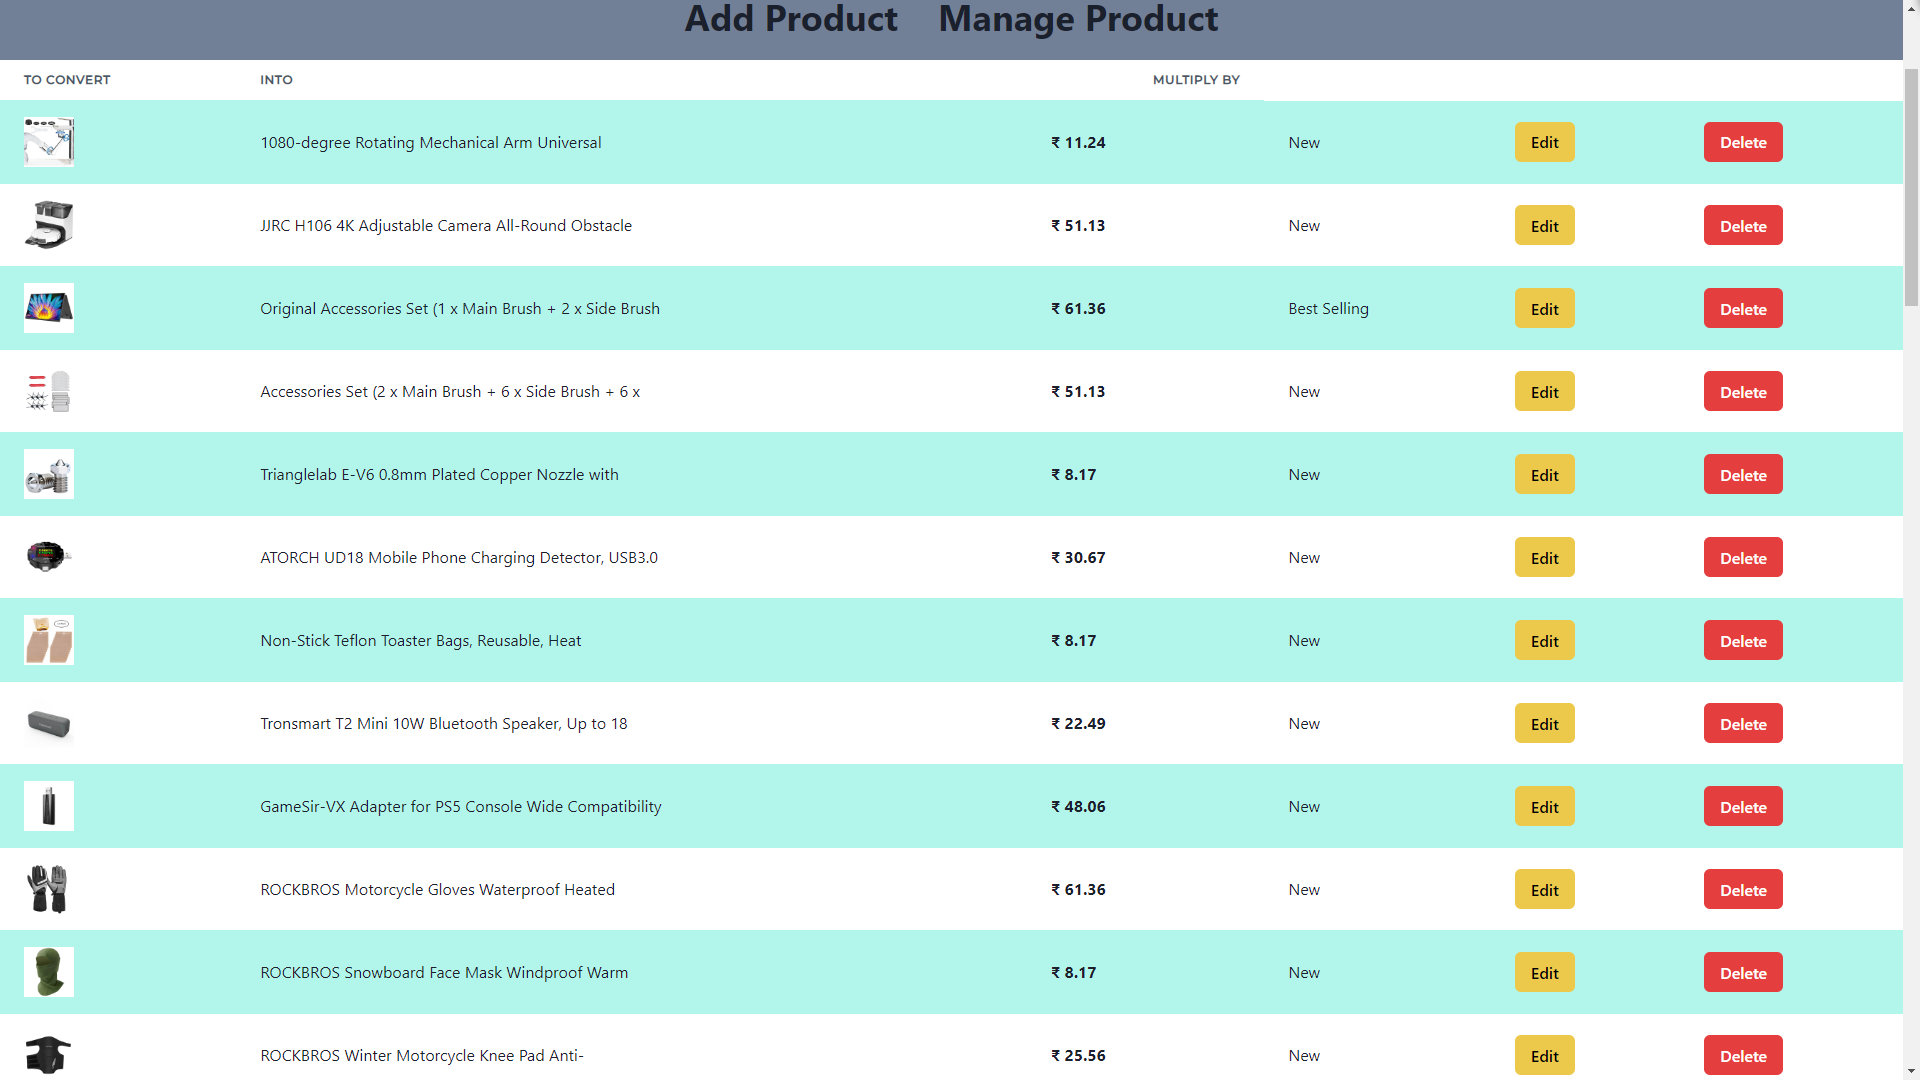 Add Product Manage Product
TO CONVERT INTO MULTIPLY BY
1080-degree Rotating Mechanical Arm Universal ₹ 11.24 New Edit Delete
JJRC H106 4K Adjustable Camera All-Round Obstacle ₹ 51.13 New Edit Delete
Original Accessories Set (1 x Main Brush + 2 x Side Brush ₹ 61.36 Best Selling Edit Delete
Accessories Set (2 x Main Brush + 6 x Side Brush + 6 x ₹ 51.13 New Edit Delete
Trianglelab E-V6 0.8mm Plated Copper Nozzle with ₹ 8.17 New Edit Delete
ATORCH UD18 Mobile Phone Charging Detector, USB3.0 ₹ 30.67 New Edit Delete
Non-Stick Teflon Toaster Bags, Reusable, Heat ₹ 8.17 New Edit Delete
Tronsmart T2 Mini 10W Bluetooth Speaker, Up to 18 ₹ 22.49 New Edit Delete
GameSir-VX Adapter for PS5 Console Wide Compatibility ₹ 48.06 New Edit Delete
ROCKBROS Motorcycle Gloves Waterproof Heated ₹ 61.36 New Edit Delete
ROCKBROS Snowboard Face Mask Windproof Warm ₹ 8.17 New Edit Delete
ROCKBROS Winter Motorcycle Knee Pad Anti- ₹ 25.56 New Edit Delete